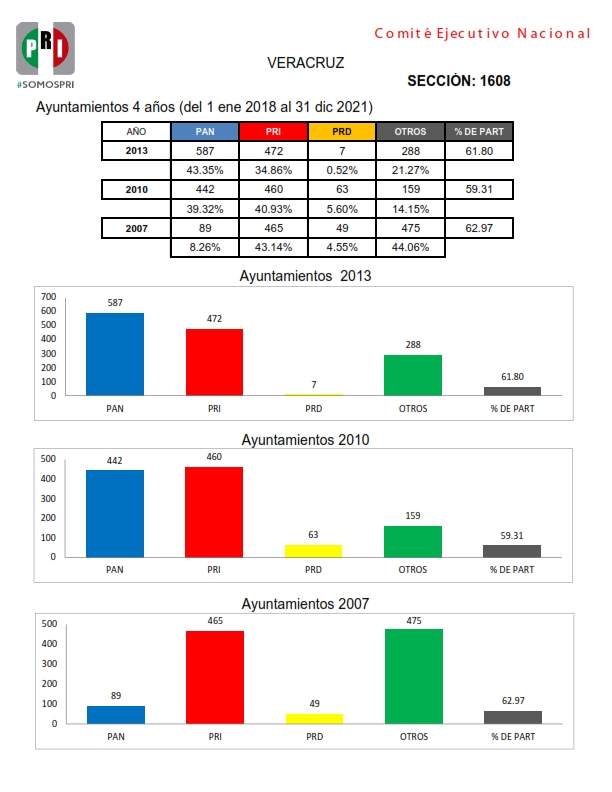 Comité Ejecutivo Nacional
PRI
#SOMOSPRI
VERACRUZ
SECCIÓN: 1608
Ayuntamientos 4 años (del 1 ene 2018 al 31 dic 2021)
AÑO PAN PRI PRD OTROS % DE PART
2013 587 472 7 288 61.80
43.35% 34.86% 0.52% 21.27%
2010 442 460 63 159 59.31
39.32% 40.93% 5.60% 14.15%
2007 89 465 49 475 62.97
8.26% 43.14% 4.55% 44.06%
Ayuntamientos 2013
700
600
500
400
300
200
100
0
587
472
7
288
61.80
PAN PRI PRD OTROS % DE PART
Ayuntamientos 2010
500
400
300
200
100
0
442
460
63
159
59.31
PAN PRI PRD OTROS % DE PART
Ayuntamientos 2007
500
400
300
200
100
0
89
465
49
475
62.97
PAN PRI PRD OTROS % DE PART